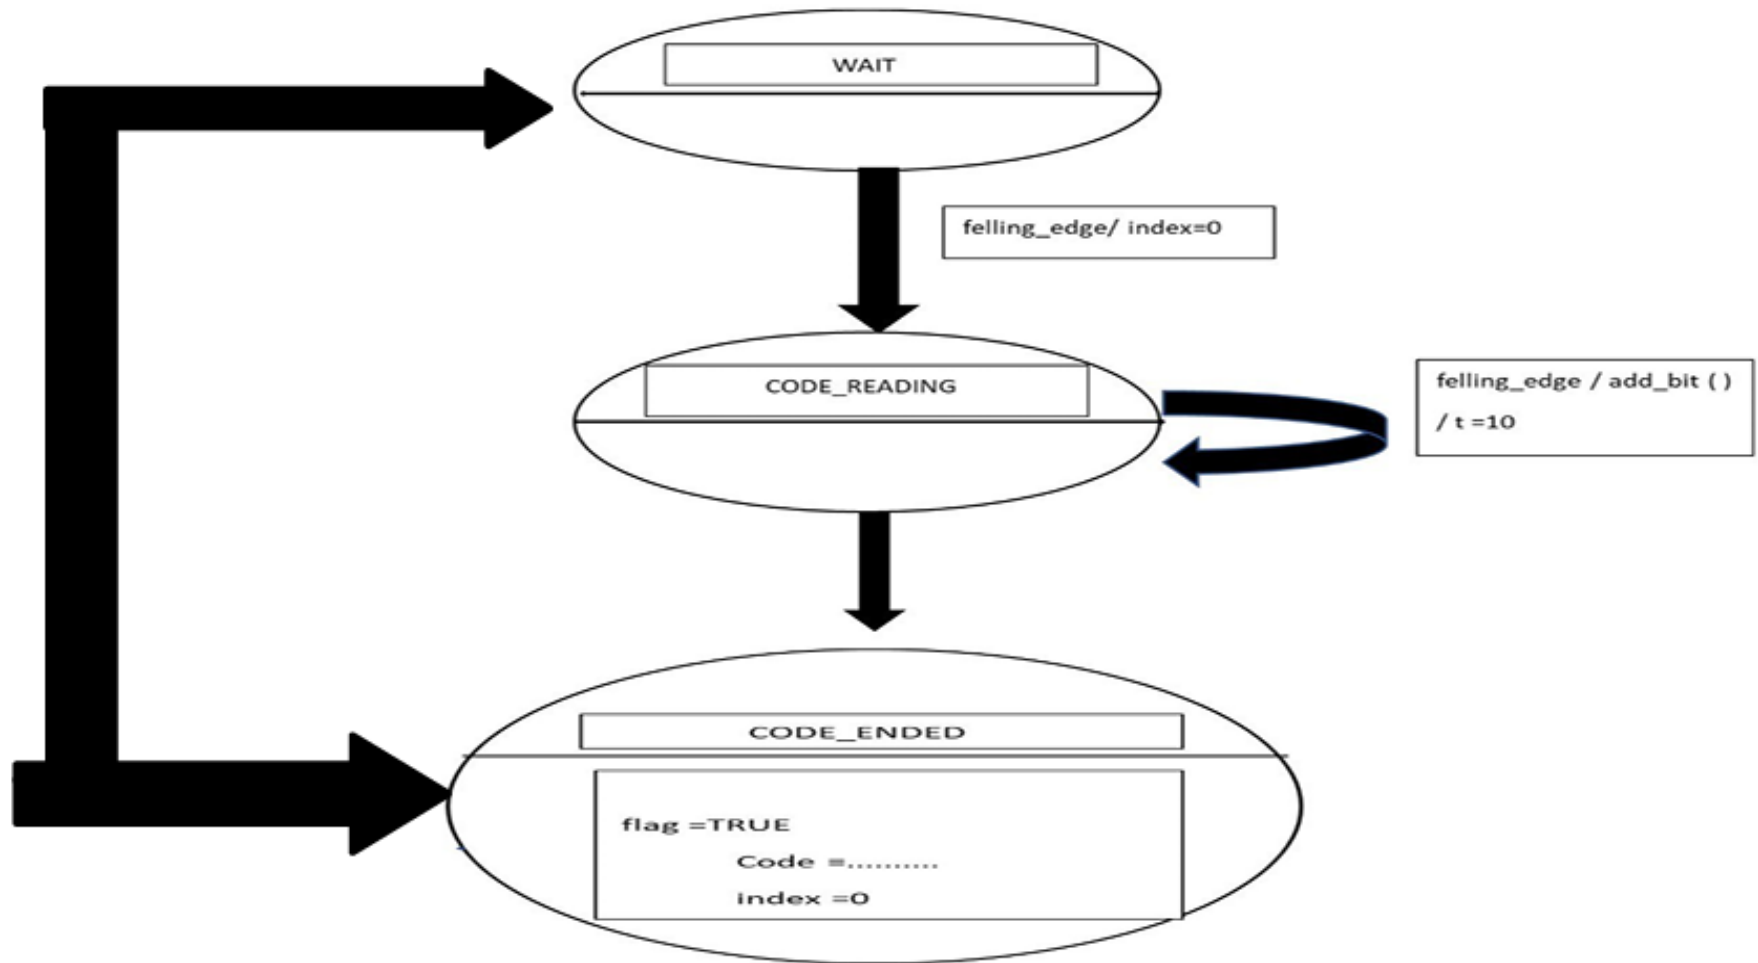 WAIT
felling_edge/ index=0
CODE_READING
felling_edge / add_bit ( )
/ t =10
CODE_ENDED
flag =TRUE
Code =..........
index =0